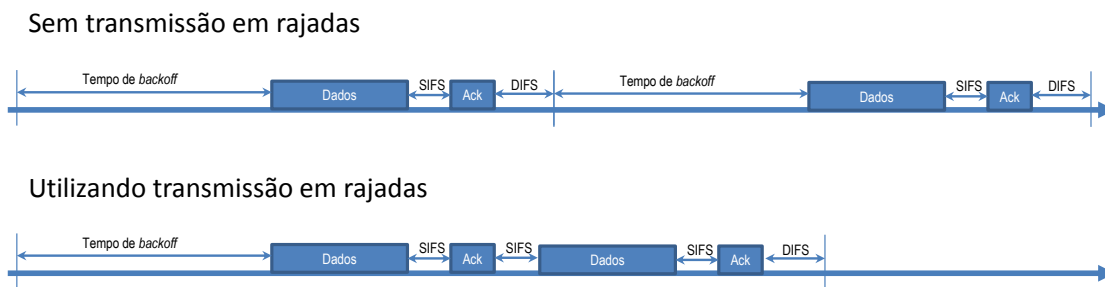 Sem transmissão em rajadas
Tempo de backoff Dados SIFS Ack DIFS Tempo de backoff Dados SIFS Ack DIFS
Utilizando transmissão em rajadas
Tempo de backoff Dados SIFS Ack SIFS Dados SIFS Ack DIFS